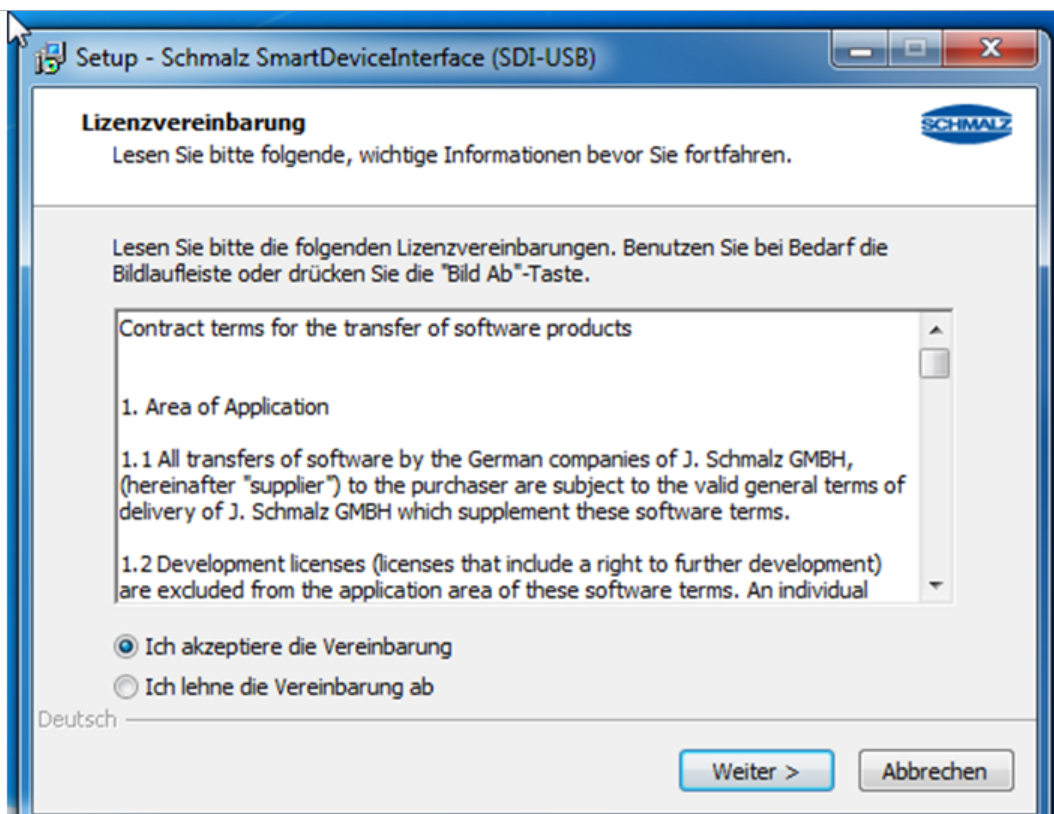 Setup - Schmalz SmartDeviceInterface (SDI-USB)
Lizenzvereinbarung
SCHMALZ
Lesen Sie bitte folgende, wichtige Informationen bevor Sie fortfahren.
Lesen Sie bitte die folgenden Lizenzvereinbarungen. Benutzen Sie bei Bedarf die
Bildlaufleiste oder drücken Sie die "Bild Ab"-Taste.
Contract terms for the transfer of software products
1. Area of Application
1.1 All transfers of software by the German companies of J. Schmalz GMBH,
(hereinafter "supplier") to the purchaser are subject to the valid general terms of
delivery of J. Schmalz GMBH which supplement these software terms.
1.2 Development licenses (licenses that include a right to further development)
are excluded from the application area of these software terms. An individual
Ich akzeptiere die Vereinbarung
Ich lehne die Vereinbarung ab
Deutsch
Weiter >
Abbrechen